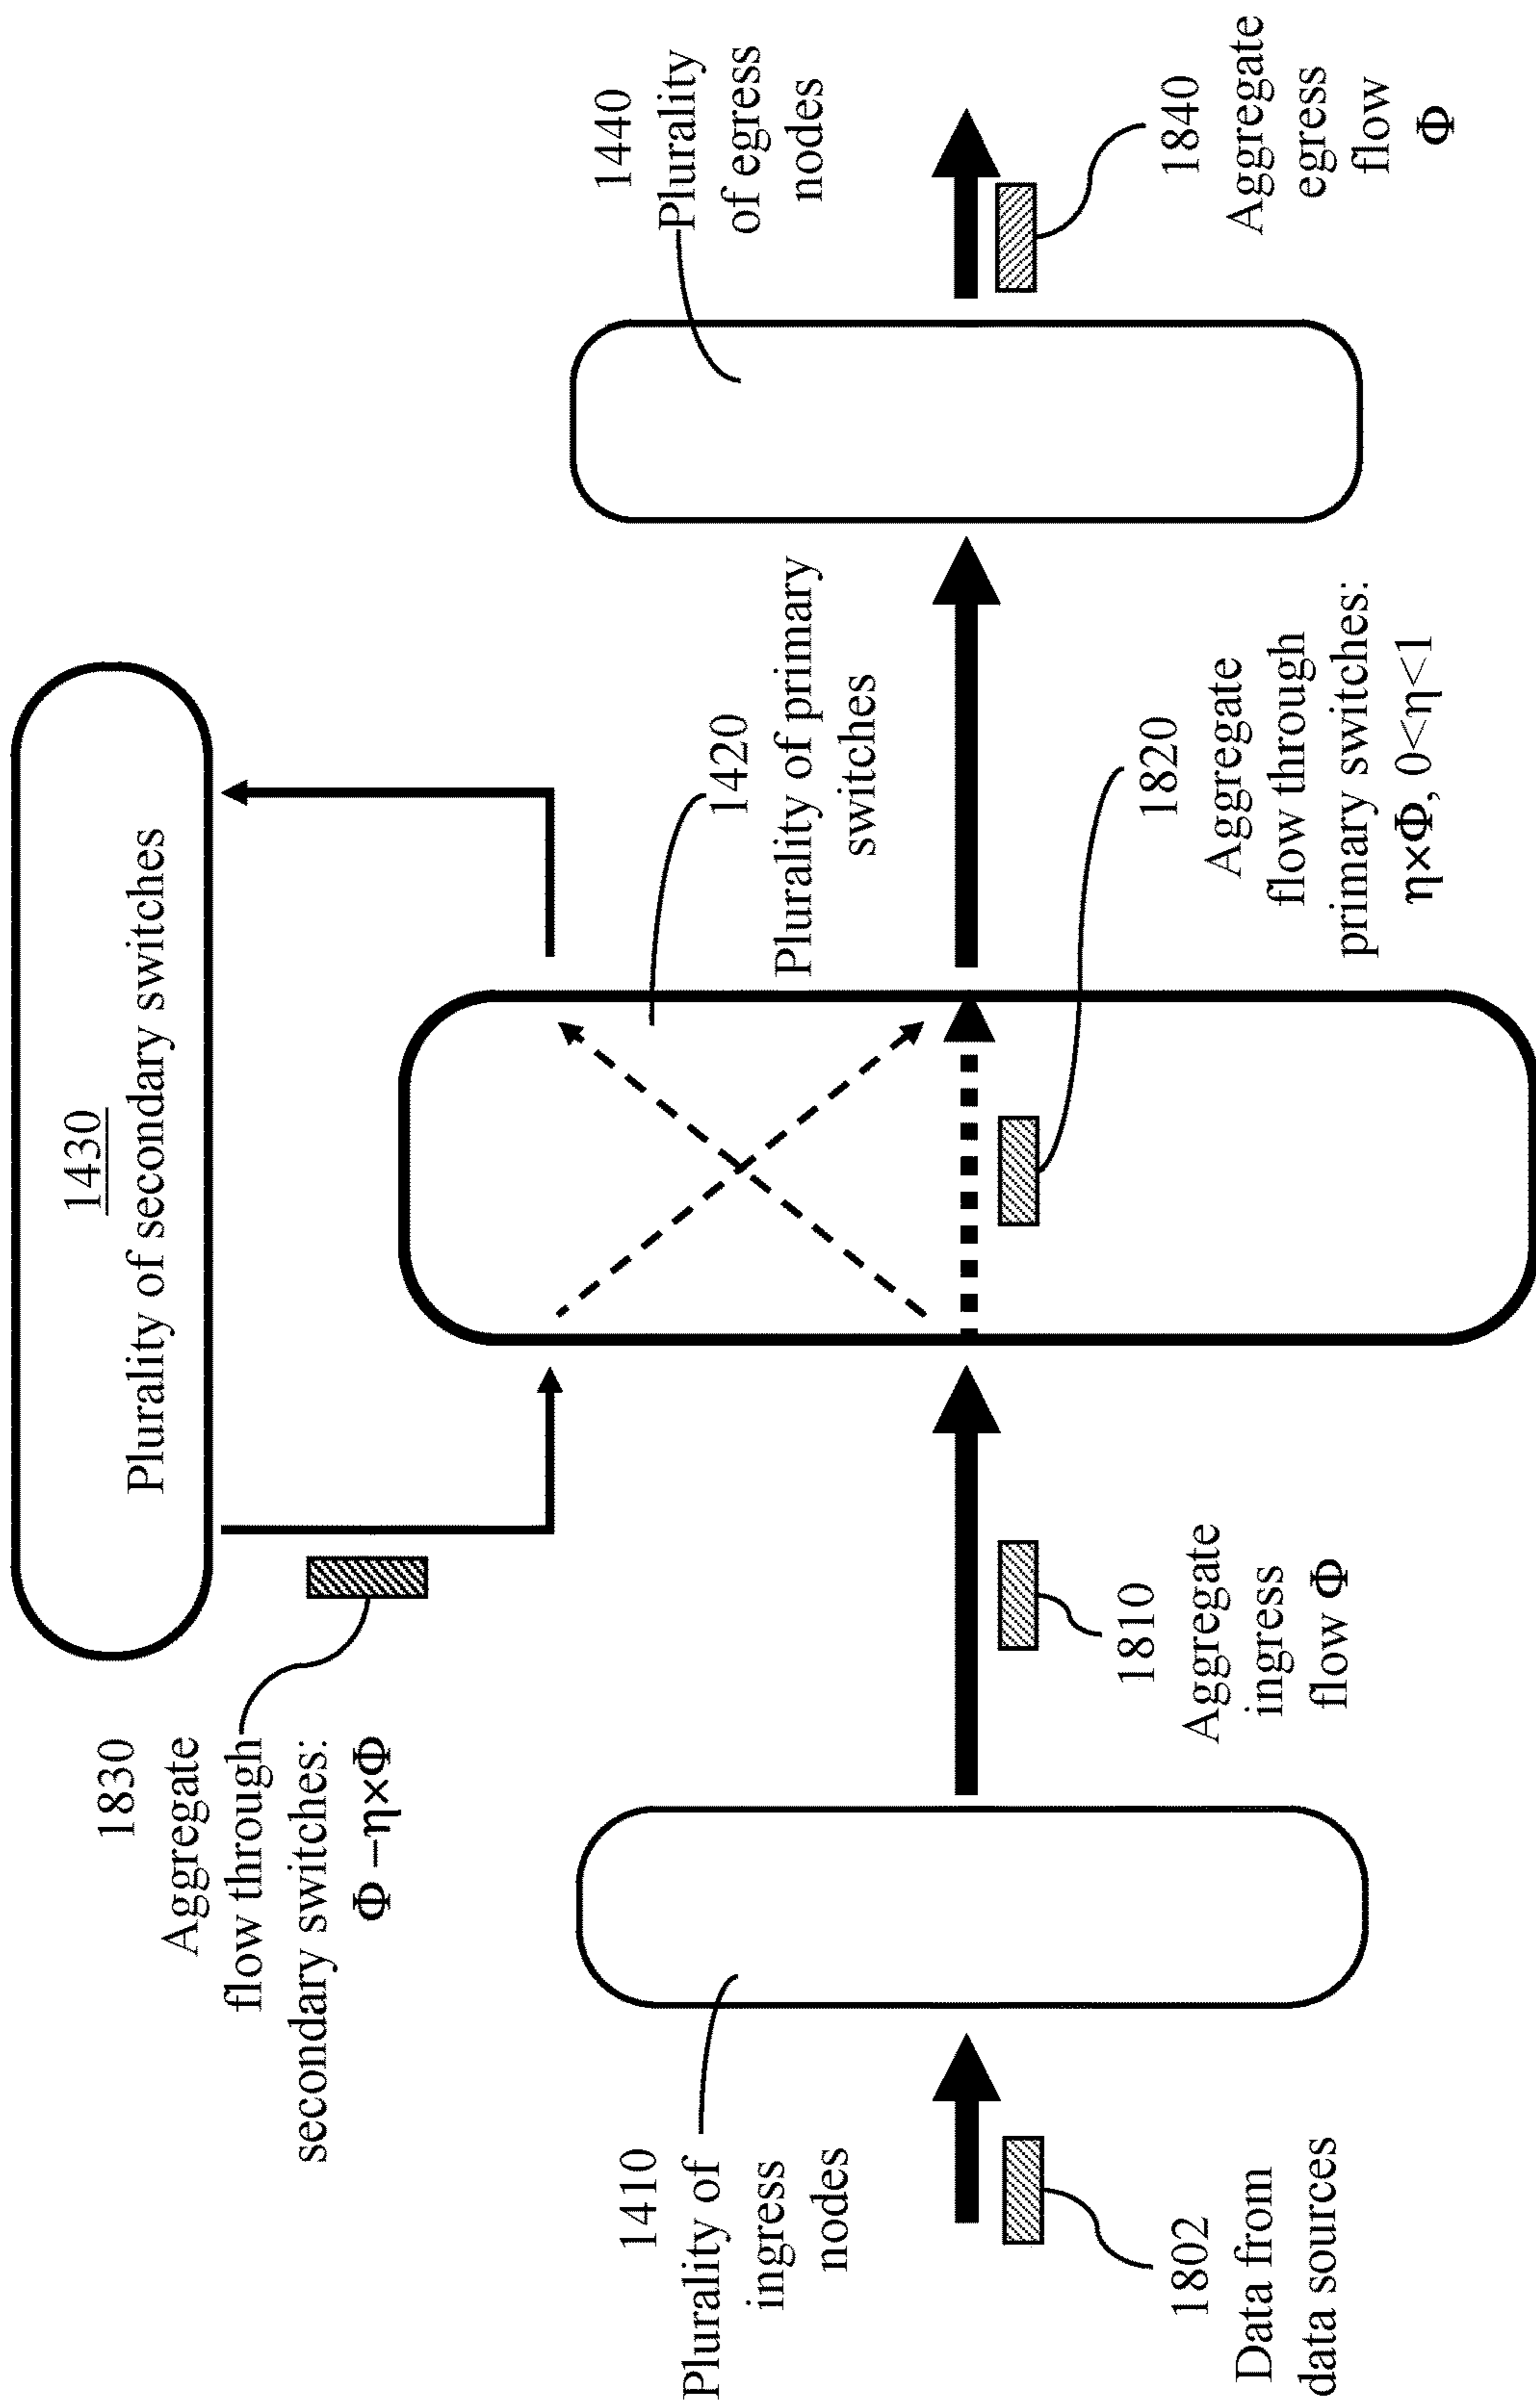 1430
Plurality of secondary switches
1830
Aggregate
flow through
secondary switches:
Φ –η×Φ
1410
Plurality of
ingress
nodes
1802
Data from
data sources
1810
Aggregate
ingress
flow Φ
1420
Plurality of primary
switches
1820
Aggregate
flow through
primary switches:
η×Φ, 0<η<1
1440
Plurality
of egress
nodes
1840
Aggregate
egress
flow
Φ